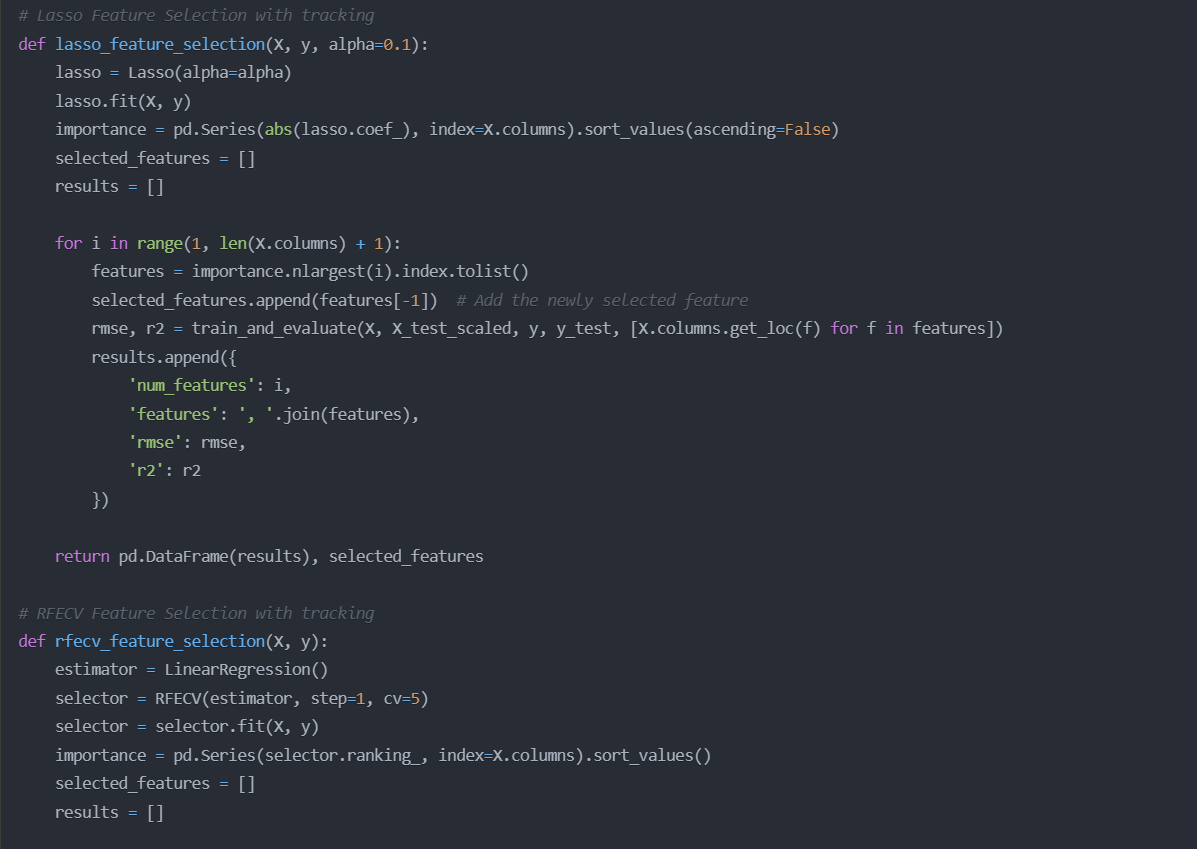 # Lasso Feature Selection with tracking
def lasso_feature_selection(X, y, alpha=0.1):
    lasso = Lasso(alpha=alpha)
    lasso.fit(X, y)
    importance = pd.Series(abs(lasso.coef_), index=X.columns).sort_values(ascending=False)
    selected_features = []
    results = []

    for i in range(1, len(X.columns) + 1):
        features = importance.nlargest(i).index.tolist()
        selected_features.append(features[-1])  # Add the newly selected feature
        rmse, r2 = train_and_evaluate(X, X_test_scaled, y, y_test, [X.columns.get_loc(f) for f in features])
        results.append({
            'num_features': i,
            'features': ', '.join(features),
            'rmse': rmse,
            'r2': r2
        })

    return pd.DataFrame(results), selected_features

# RFECV Feature Selection with tracking
def rfecv_feature_selection(X, y):
    estimator = LinearRegression()
    selector = RFECV(estimator, step=1, cv=5)
    selector = selector.fit(X, y)
    importance = pd.Series(selector.ranking_, index=X.columns).sort_values()
    selected_features = []
    results = []